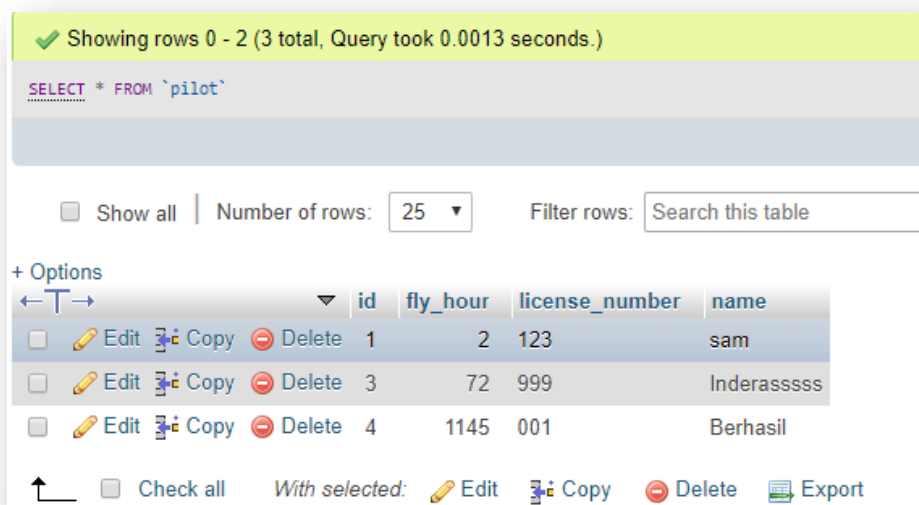 Showing rows 0 - 2 (3 total, Query took 0.0013 seconds.)
SELECT * FROM `pilot`
Show all Number of rows: 25 Filter rows: Search this table
+ Options
id fly_hour license_number name
Edit Copy Delete 1 2 123 sam
Edit Copy Delete 3 72 999 Inderasssss
Edit Copy Delete 4 1145 001 Berhasil
Check all With selected: Edit Copy Delete Export